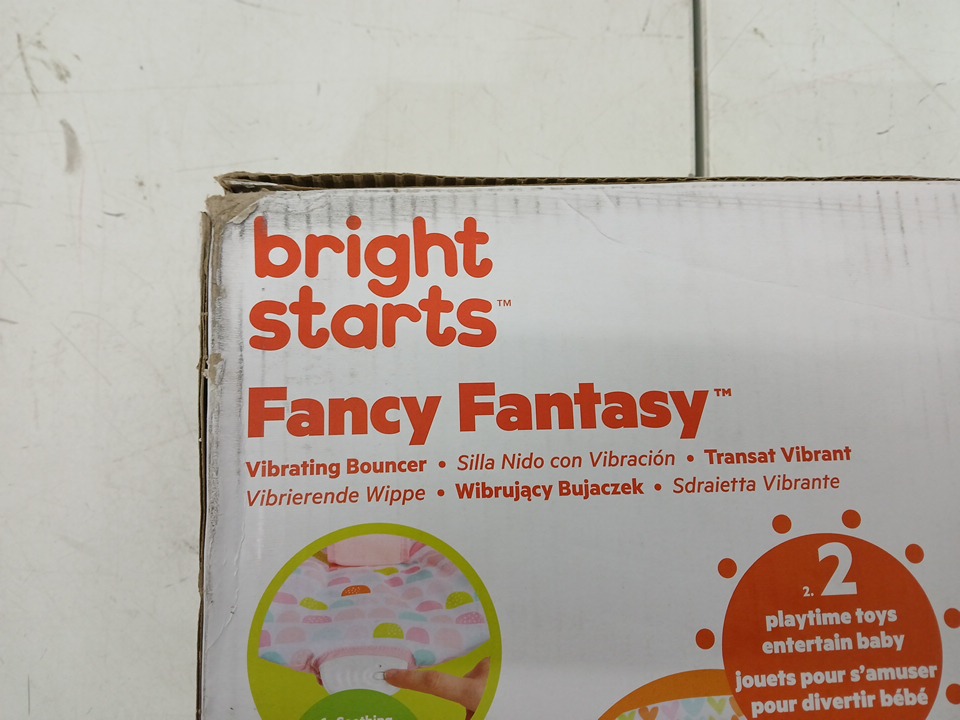 bright
starts™
Fancy Fantasy™
Vibrating Bouncer • Silla Nido con Vibración • Transat Vibrant
Vibrierende Wippe • Wibrujący Bujaczek • Sdraietta Vibrante
2
2.
playtime toys
entertain baby
jouets pour s'amuser
pour divertir bébé